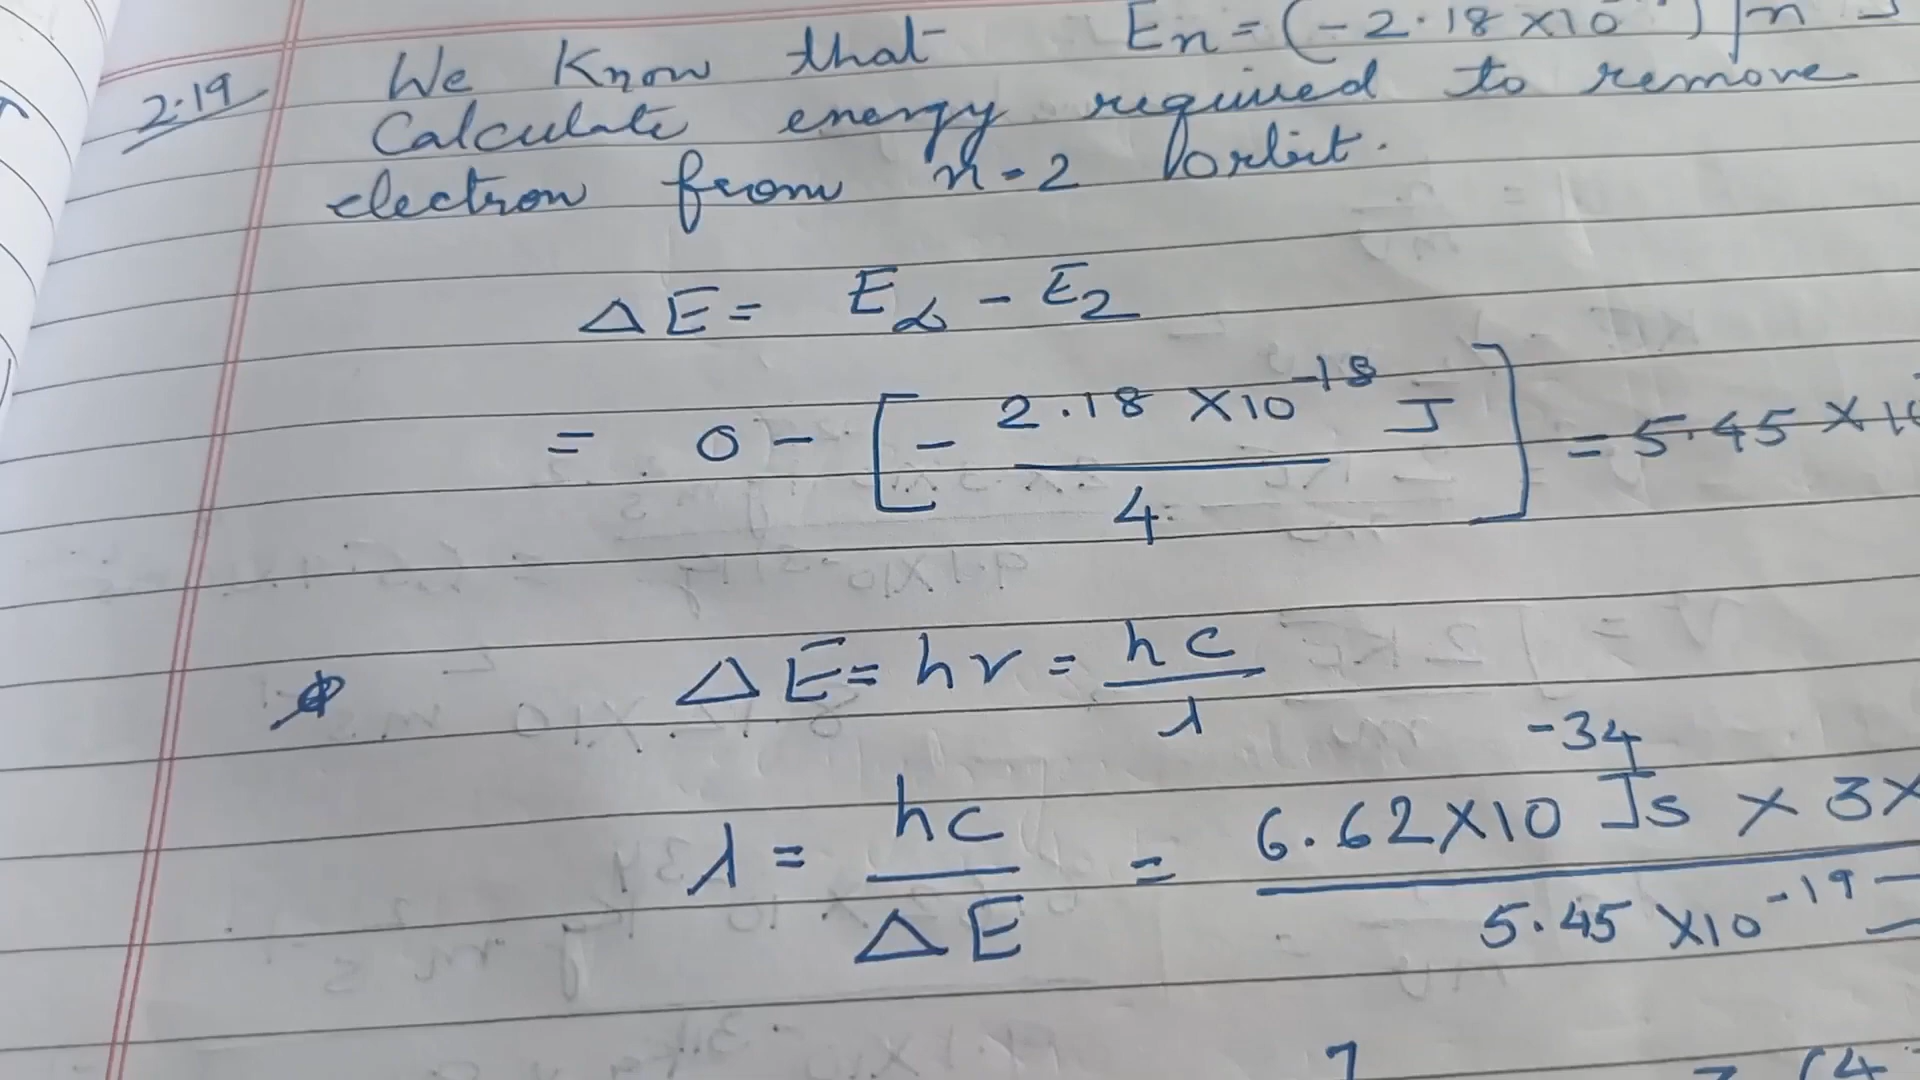 2.19 We Know that En = (-2.18 X10 ) / n J
Calculate energy required to remove
electron from n = 2 orbit.
ΔE = E∞ - E2
= 0 - [ - 2.18 X10^-18 J / 4 ] = 5.45 X 10
ΔE = hν = hc / λ
λ = hc / ΔE = 6.62X10^-34 Js X 3X / 5.45 X10^-19